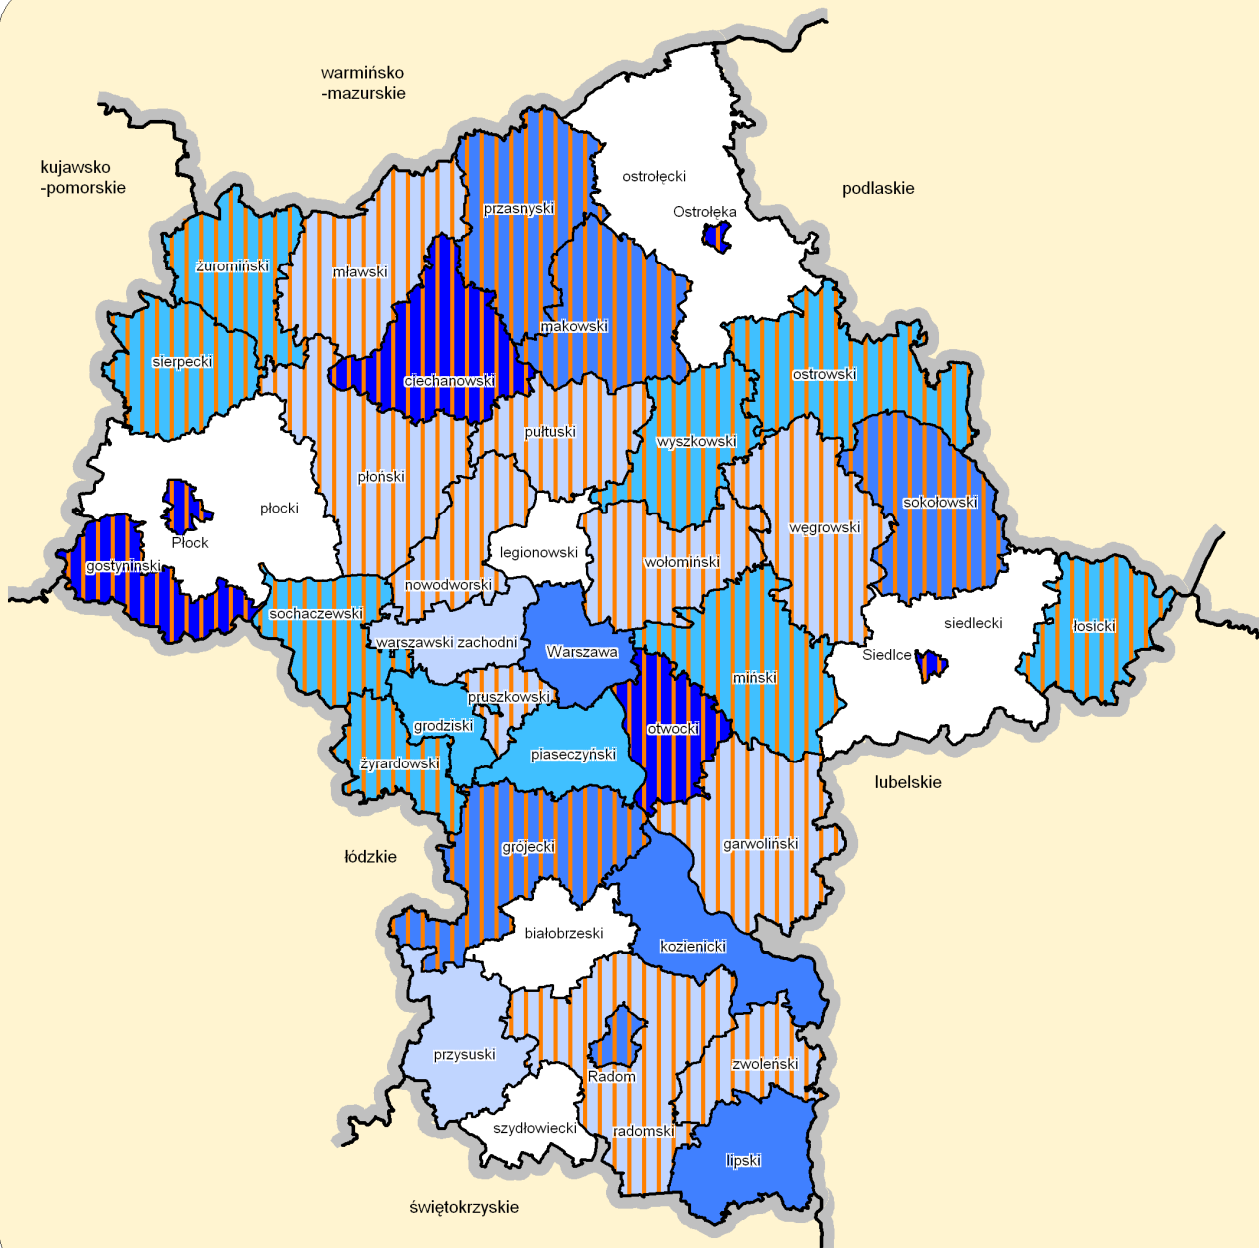 warmińsko
-mazurskie
kujawsko
-pomorskie
podlaskie
ostrołęcki
Ostrołęka
przasnyski
żuromiński
mławski
makowski
sierpecki
ciechanowski
ostrowski
pułtuski
wyszkowski
płoński
sokołowski
płocki
węgrowski
Płock
legionowski
wołomiński
gostyniński
nowodworski
sochaczewski
siedlecki
łosicki
warszawski zachodni
Warszawa
Siedlce
miński
pruszkowski
grodziski
otwocki
piaseczyński
żyrardowski
lubelskie
garwoliński
grójecki
łódzkie
białobrzeski
kozienicki
przysuski
zwoleński
Radom
szydłowiecki
radomski
lipski
świętokrzyskie